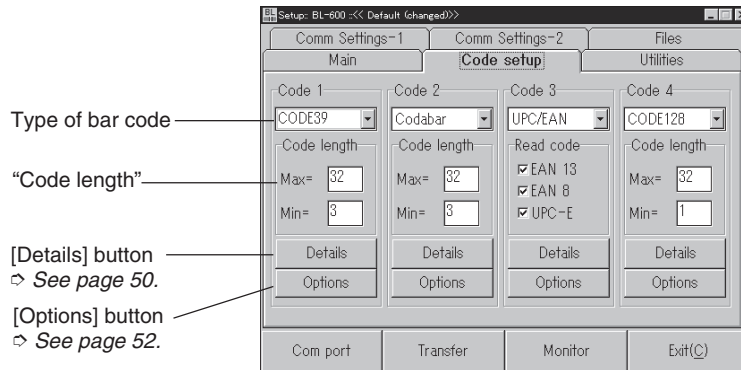 Setup: BL-600 ::<< Default (changed)>>
Comm Settings-1 Comm Settings-2 Files
Main Code setup Utilities
Code 1 Code 2 Code 3 Code 4
Type of bar code
CODE39 Codabar UPC/EAN CODE128
Code length Code length Read code Code length
"Code length"
Max= 32 Max= 32 EAN 13 Max= 32
EAN 8
Min= 3 Min= 3 UPC-E Min= 1
[Details] button
Details Details Details Details
⇨ See page 50.
Options Options Options Options
[Options] button
⇨ See page 52.
Com port Transfer Monitor Exit(C)